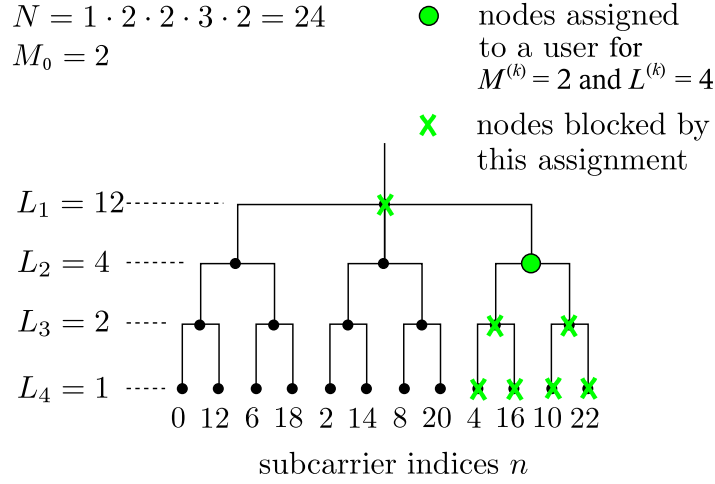 N = 1 · 2 · 2 · 3 · 2 = 24
M₀ = 2
nodes assigned
to a user for
M⁽ᵏ⁾ = 2 and L⁽ᵏ⁾ = 4
nodes blocked by
this assignment
L₁ = 12
L₂ = 4
L₃ = 2
L₄ = 1
0 12 6 18 2 14 8 20 4 16 10 22
subcarrier indices n